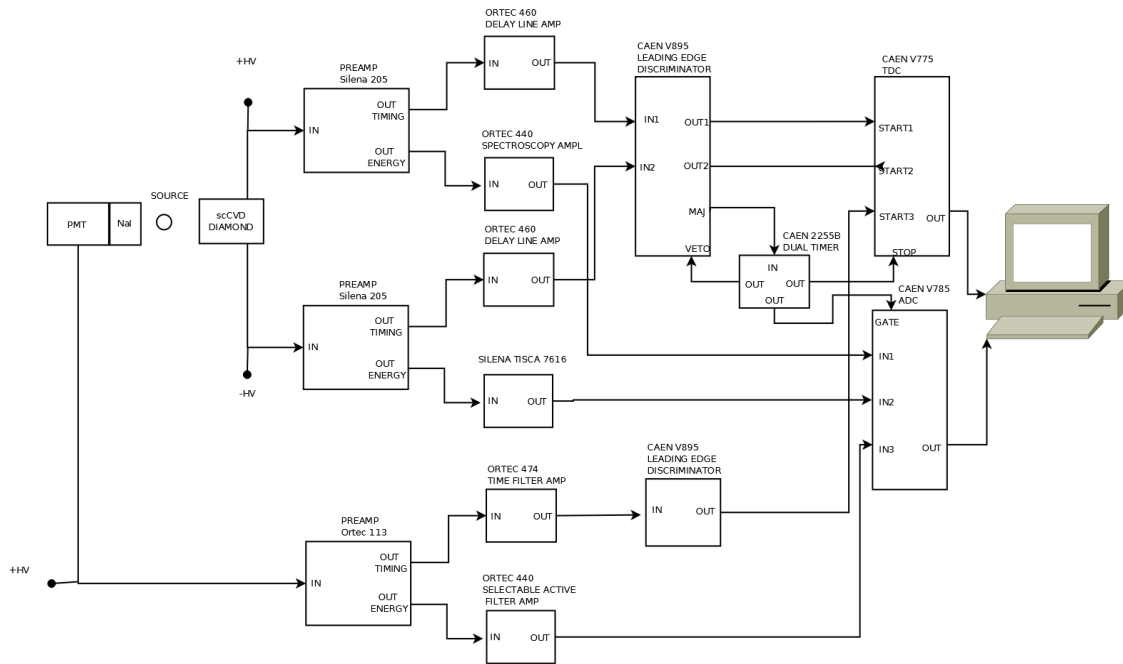 ORTEC 460
DELAY LINE AMP
IN
OUT
CAEN V895
LEADING EDGE
DISCRIMINATOR
IN1
IN2
OUT1
OUT2
MAJ
VETO
CAEN V775
TDC
START1
START2
START3
OUT
STOP
+HV
PREAMP
Silena 205
IN
OUT
TIMING
OUT
ENERGY
ORTEC 440
SPECTROSCOPY AMPL
IN
OUT
SOURCE
PMT
NaI
scCVD
DIAMOND
ORTEC 460
DELAY LINE AMP
IN
OUT
CAEN 2255B
DUAL TIMER
IN
OUT
OUT
OUT
PREAMP
Silena 205
IN
OUT
TIMING
OUT
ENERGY
-HV
SILENA TISCA 7616
IN
OUT
CAEN V785
ADC
GATE
IN1
IN2
IN3
OUT
ORTEC 474
TIME FILTER AMP
IN
OUT
CAEN V895
LEADING EDGE
DISCRIMINATOR
IN
OUT
+HV
PREAMP
Ortec 113
IN
OUT
TIMING
OUT
ENERGY
ORTEC 440
SELECTABLE ACTIVE
FILTER AMP
IN
OUT